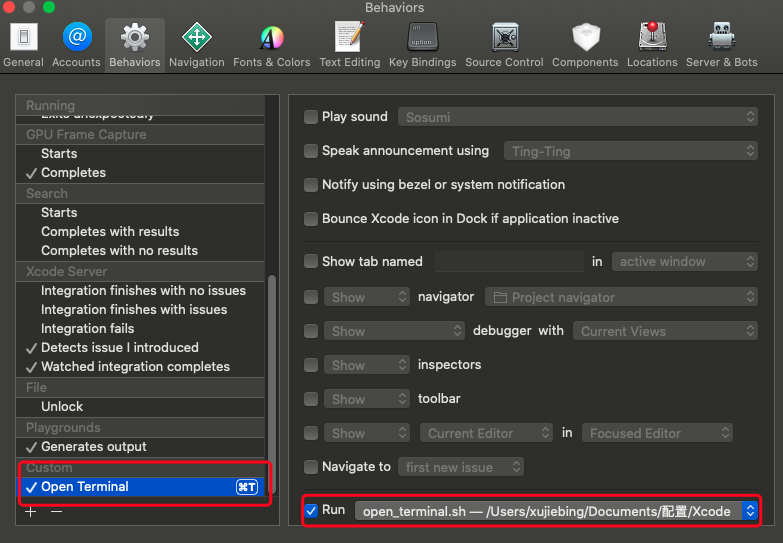 Behaviors
General Accounts Behaviors Navigation Fonts & Colors Text Editing Key Bindings Source Control Components Locations Server & Bots
alt
option
Running
Exits unexpectedly
GPU Frame Capture
Starts
Completes
Search
Starts
Completes with results
Completes with no results
Xcode Server
Integration finishes with no issues
Integration finishes with issues
Integration fails
Detects issue I introduced
Watched integration completes
File
Unlock
Playgrounds
Generates output
Custom
Open Terminal ⌘T
+ −
Play sound Sosumi
Speak announcement using Ting-Ting
Notify using bezel or system notification
Bounce Xcode icon in Dock if application inactive
Show tab named in active window
Show navigator Project navigator
Show debugger with Current Views
Show inspectors
Show toolbar
Show Current Editor in Focused Editor
Navigate to first new issue
Run open_terminal.sh — /Users/xujiebing/Documents/配置/Xcode